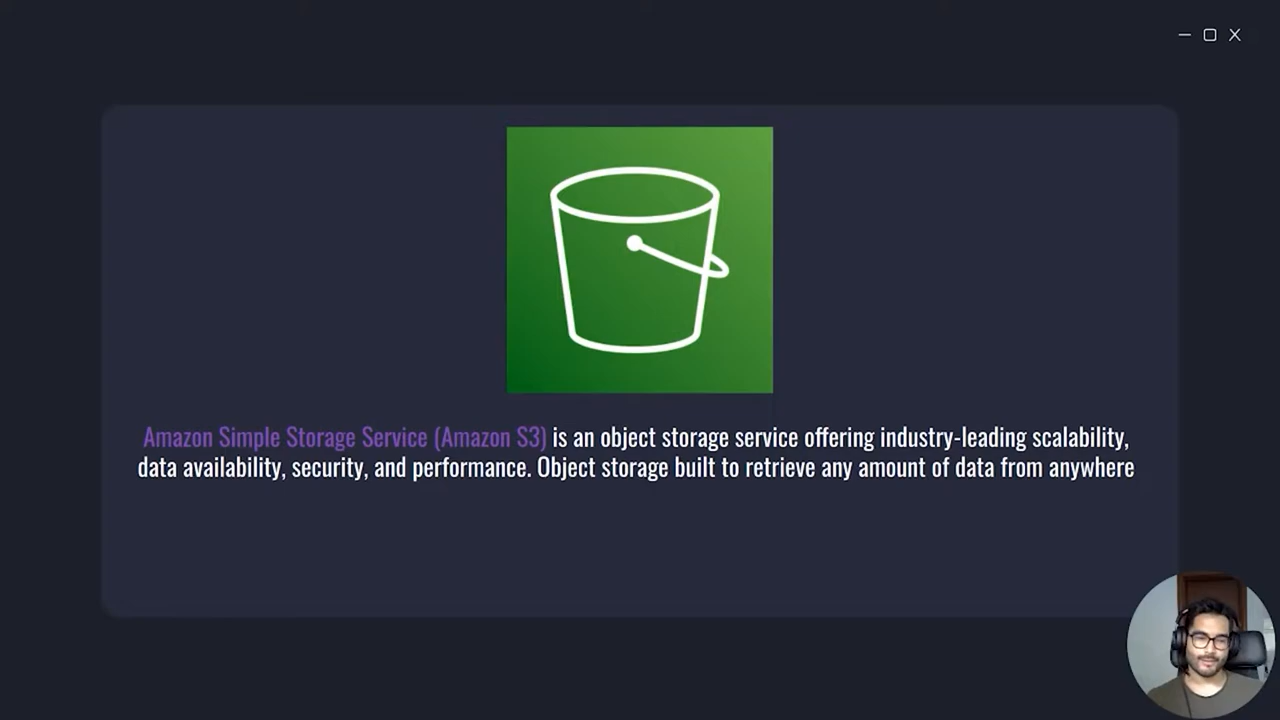 Amazon Simple Storage Service (Amazon S3) is an object storage service offering industry-leading scalability,
data availability, security, and performance. Object storage built to retrieve any amount of data from anywhere